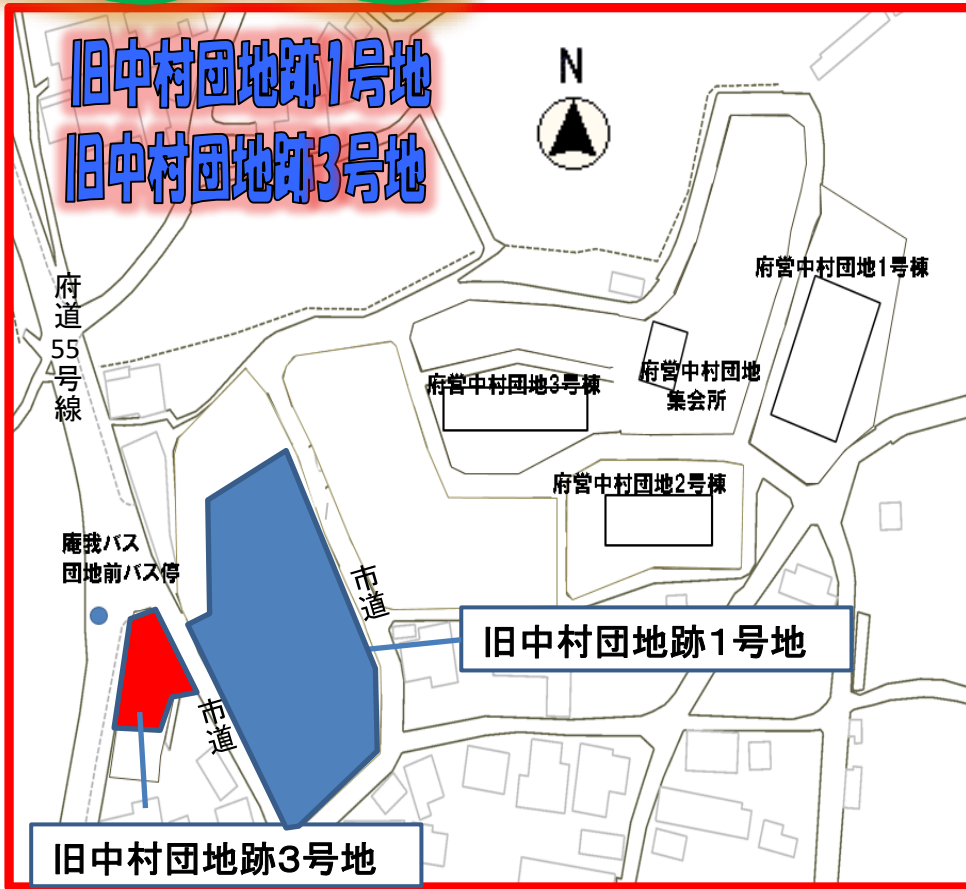 旧中村団地跡1号地
旧中村団地跡3号地
N
府営中村団地1号棟
府道55号線
府営中村団地3号棟
府営中村団地
集会所
府営中村団地2号棟
庵我バス
団地前バス停
市道
旧中村団地跡1号地
市道
旧中村団地跡3号地